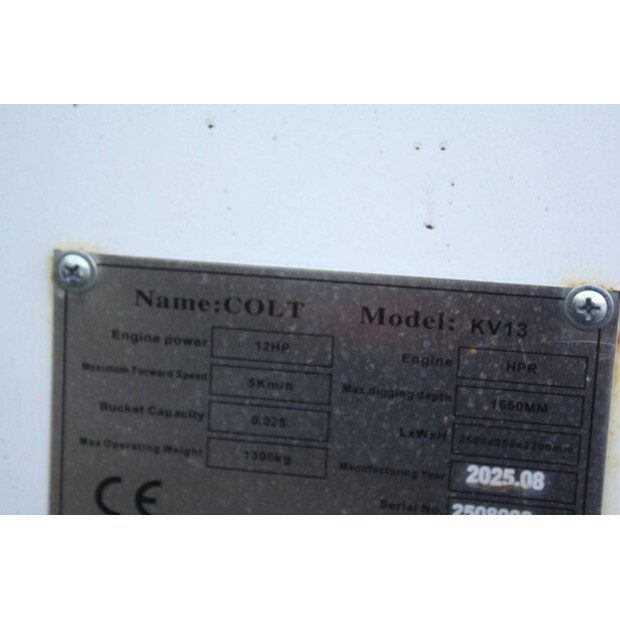 Name:COLT Model: KV13
Engine power 12HP Engine HPR
Maximum Forward Speed 5Km/h Max digging depth 1650MM
Bucket Capacity 0.025 LxWxH 2500x950x2200mm
Max Operating Weight 1300kg Manufacturing Year 2025.08
CE Serial No.